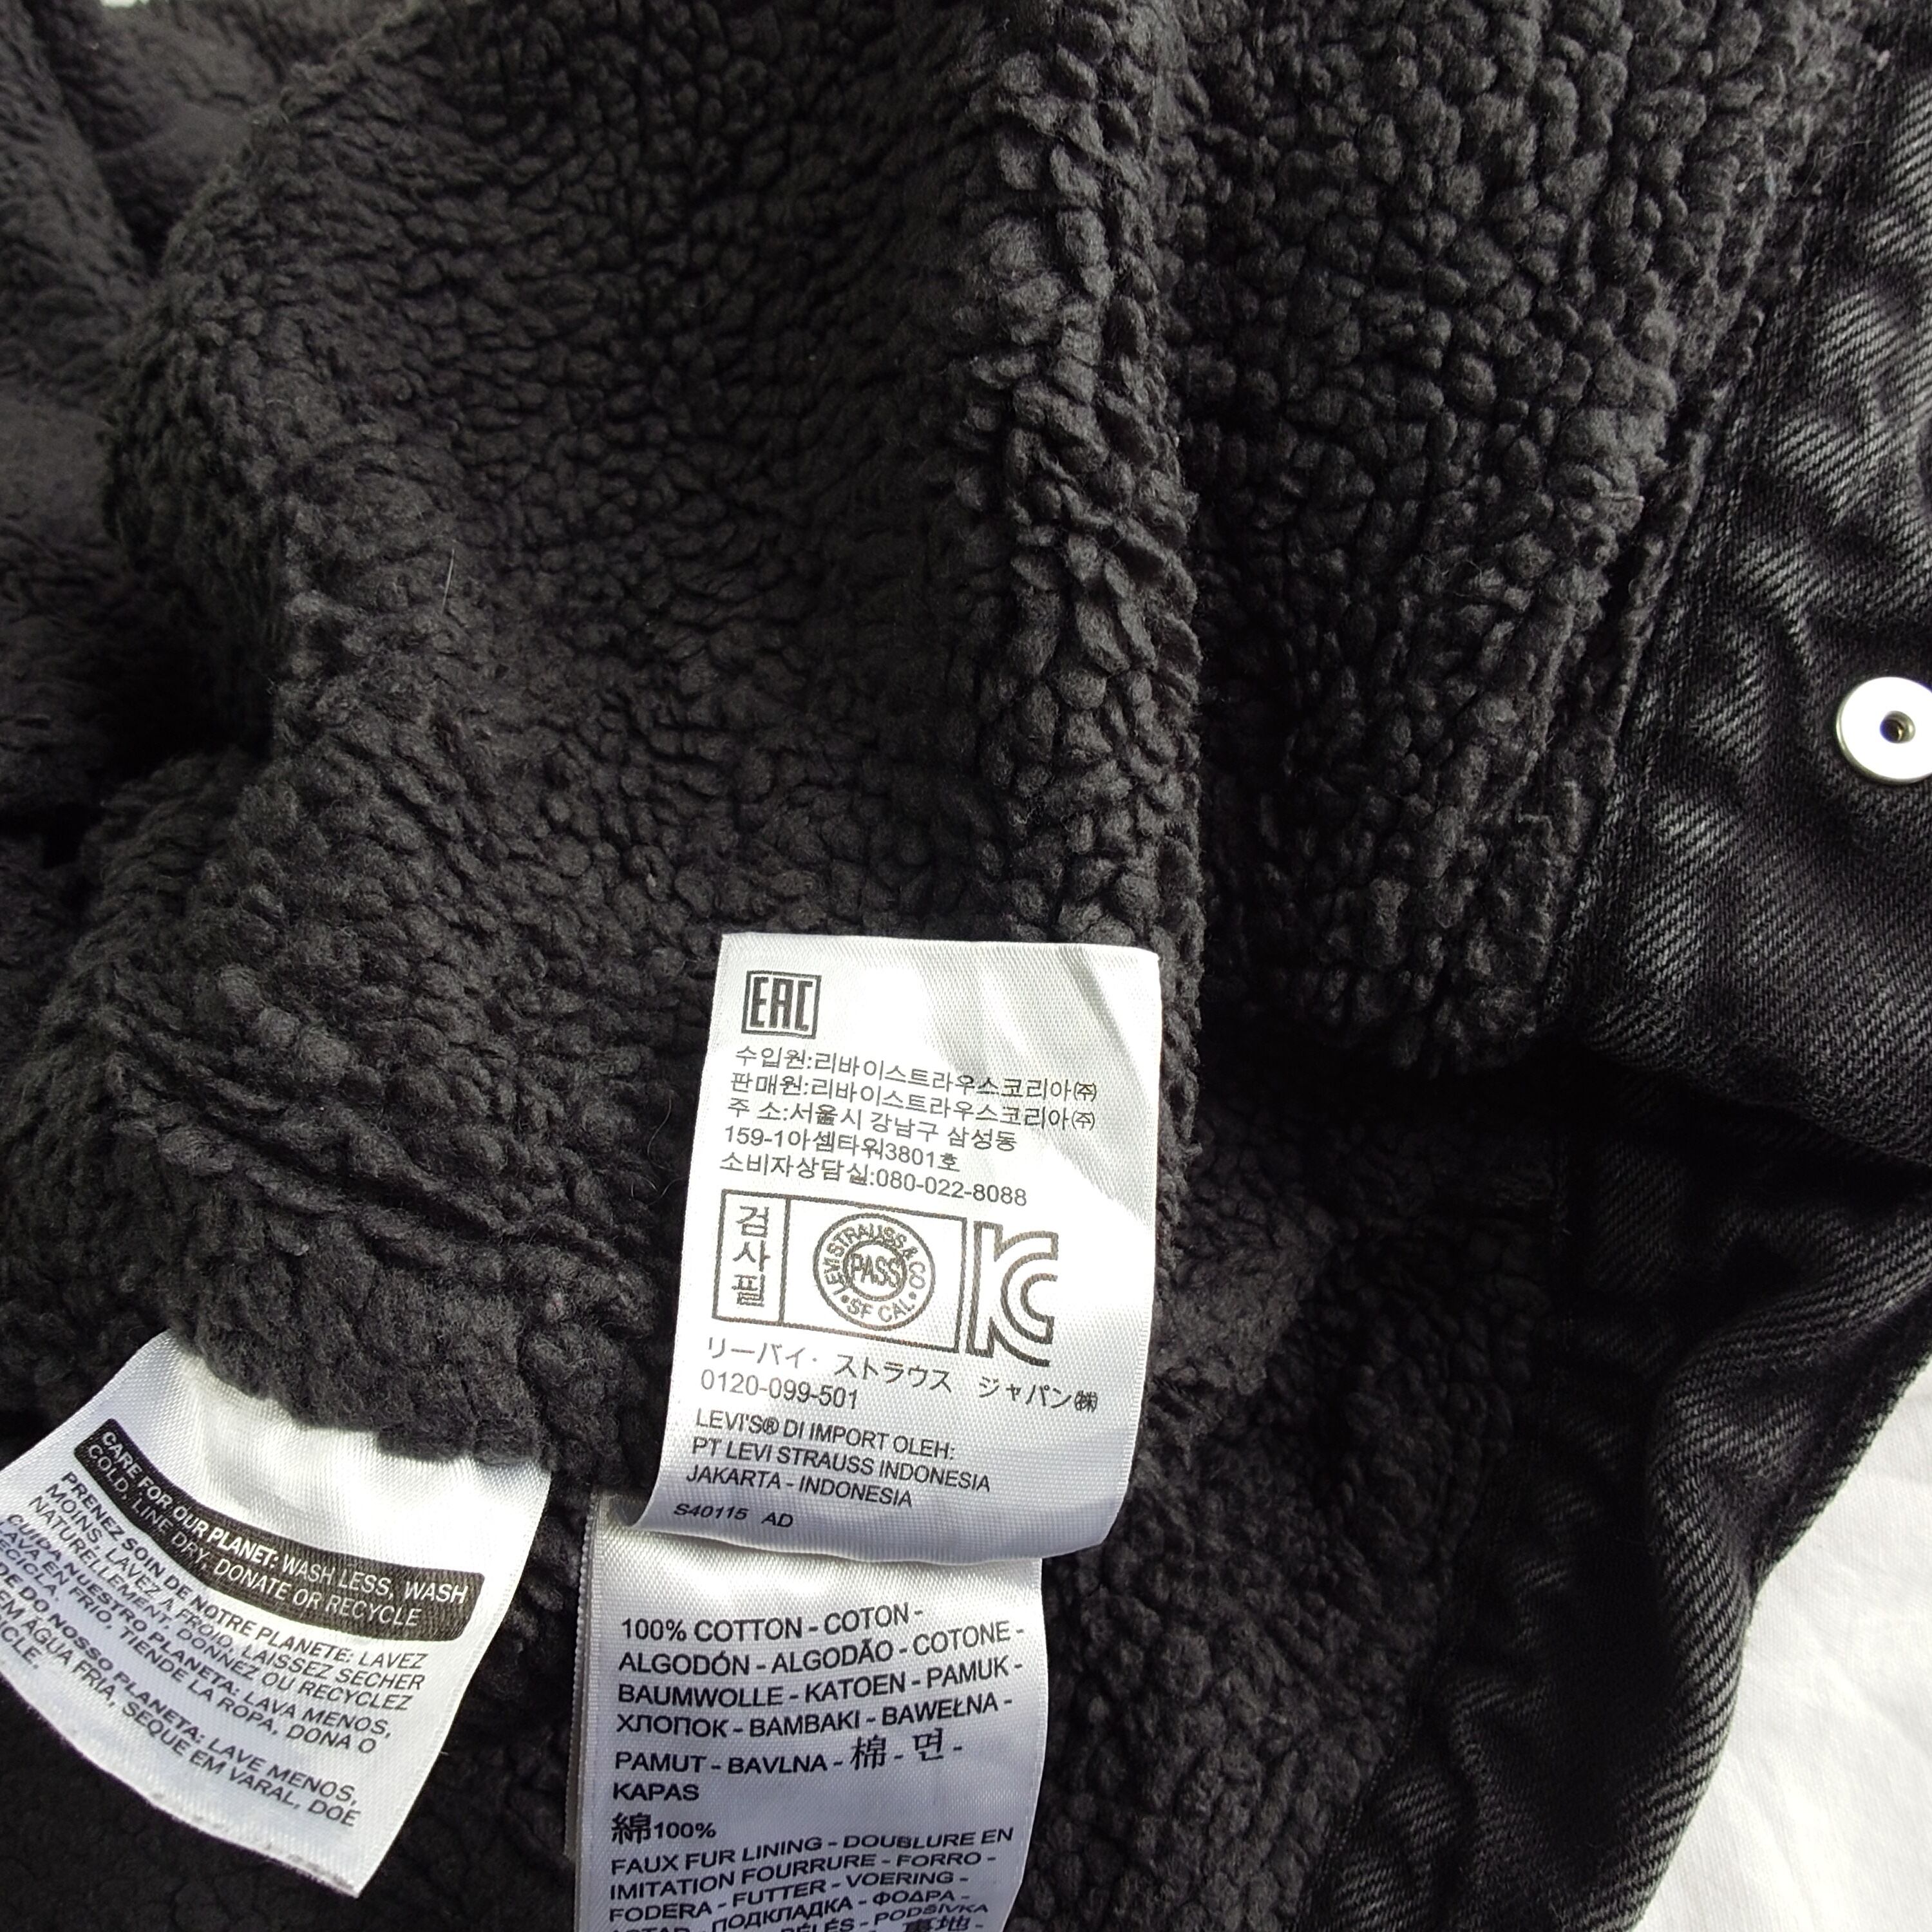 EAC
수입원:리바이스트라우스코리아㈜
판매원:리바이스트라우스코리아㈜
주 소:서울시 강남구 삼성동
159-1아셈타워3801호
소비자상담실:080-022-8088
검사필
LEVI STRAUSS & CO
PASS
SF CAL
KC
リーバイ・ストラウス ジャパン㈱
0120-099-501
LEVI'S® DI IMPORT OLEH:
PT LEVI STRAUSS INDONESIA
JAKARTA - INDONESIA
S40115 AD
CARE FOR OUR PLANET: WASH LESS, WASH
COLD, LINE DRY, DONATE OR RECYCLE
PRENEZ SOIN DE NOTRE PLANETE: LAVEZ
MOINS, LAVEZ A FROID, LAISSEZ SECHER
NATURELLEMENT, DONNEZ OU RECYCLEZ
CUIDA NUESTRO PLANETA: LAVA MENOS,
LAVA EN FRIO, TIENDE LA ROPA, DONA O
DO NOSSO PLANETA: LAVE MENOS,
EM ÁGUA FRIA, SEQUE EM VARAL, DOE
100% COTTON - COTON -
ALGODÓN - ALGODÃO - COTONE -
BAUMWOLLE - KATOEN - PAMUK -
ХЛОПОК - BAMBAKI - BAWEŁNA -
PAMUT - BAVLNA - 棉 - 면 -
KAPAS
綿100%
FAUX FUR LINING - DOUBLURE EN
IMITATION FOURRURE - FORRO -
FODERA - FUTTER - VOERING -
ПОДКЛАДКА - ΦΟΔΡΑ -
BÉLÉS - PODŠÍVKA